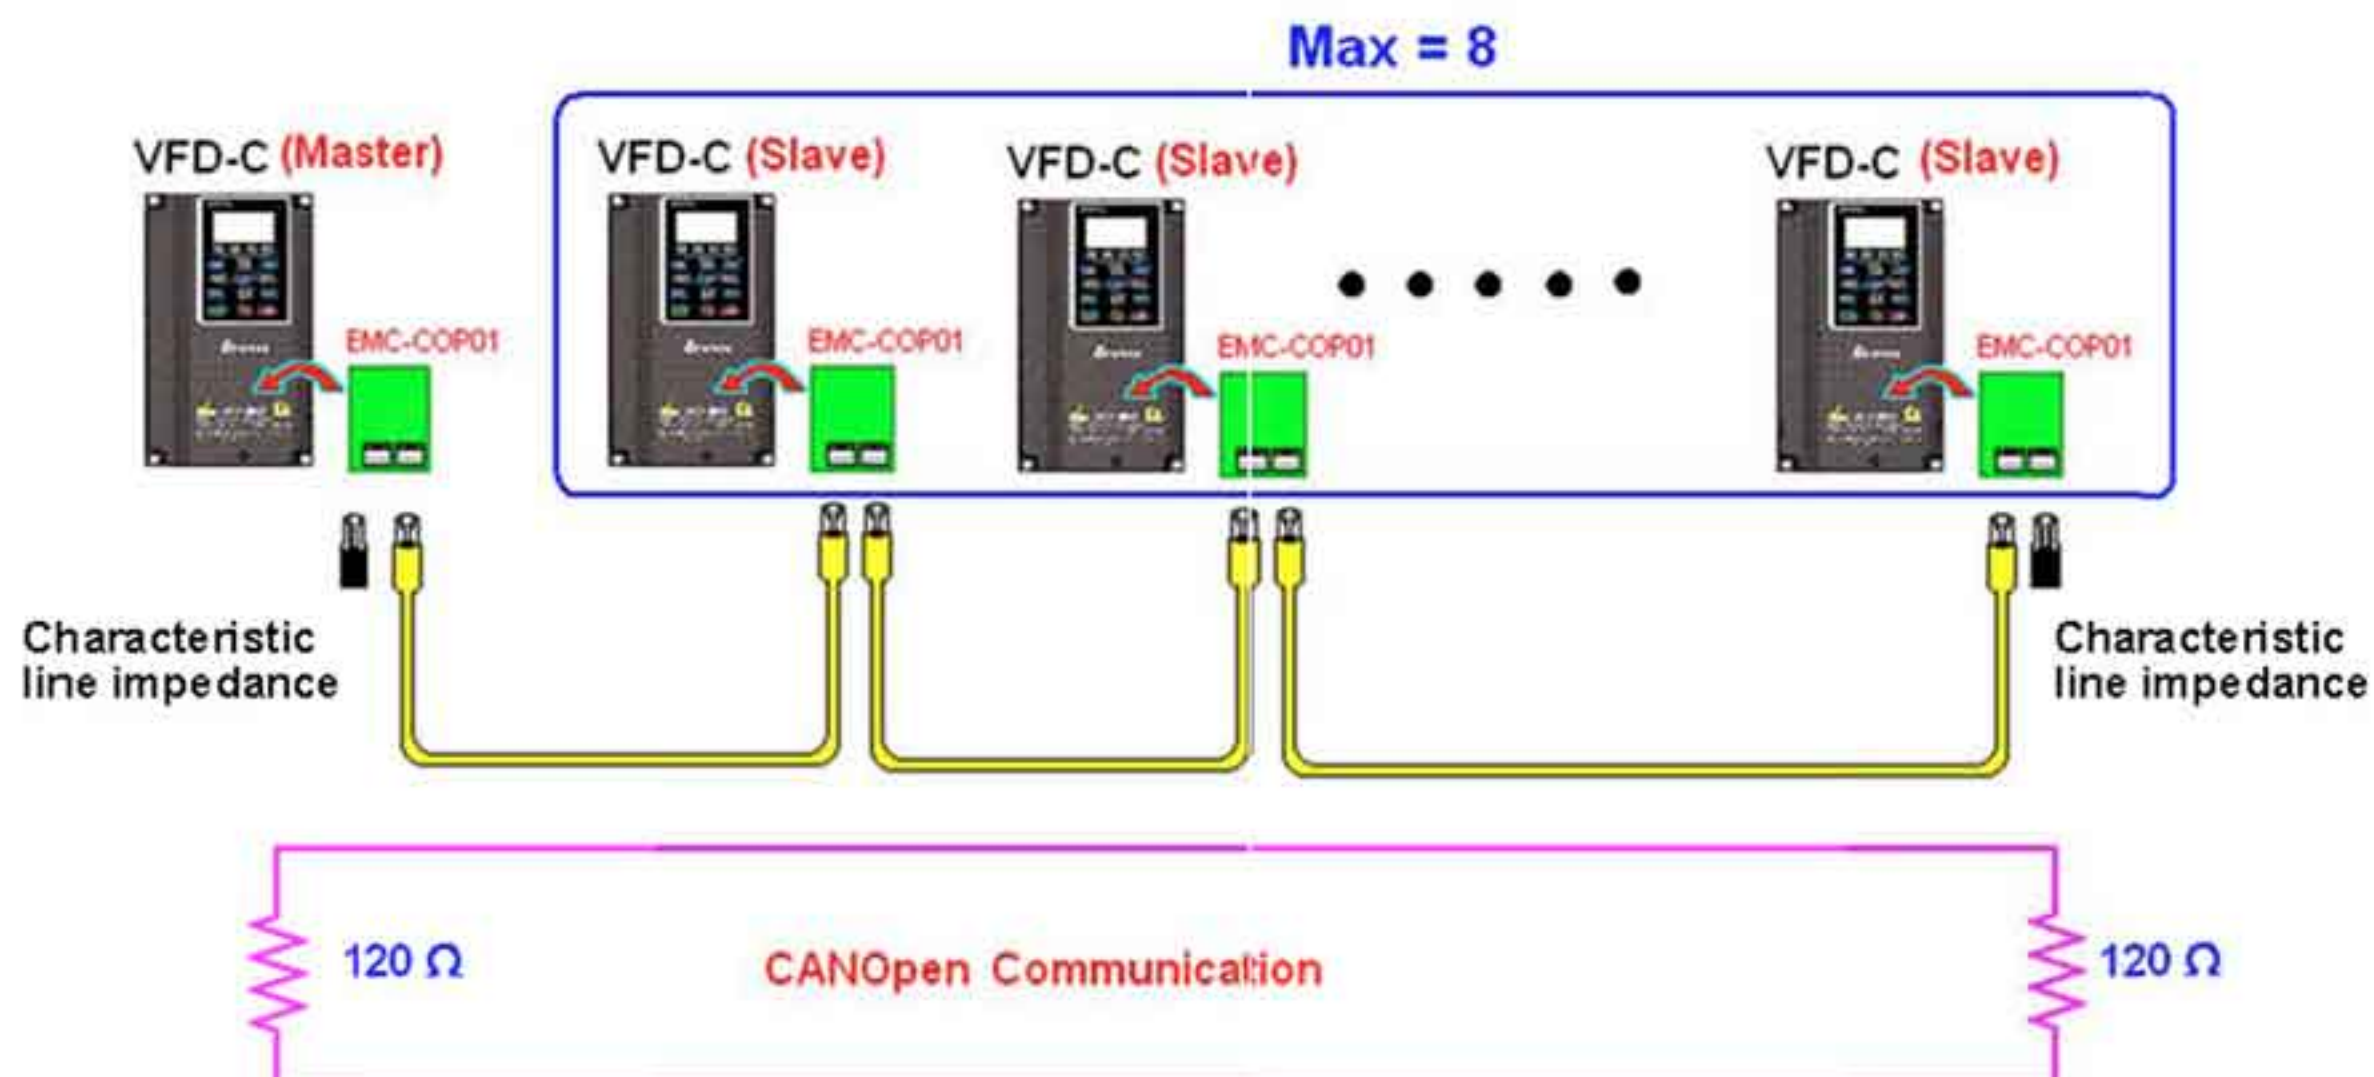 Max = 8
VFD-C (Master)
VFD-C (Slave)
VFD-C (Slave)
VFD-C (Slave)
EMC-COP01
EMC-COP01
EMC-COP01
EMC-COP01
Characteristic
line impedance
Characteristic
line impedance
120 Ω
CANOpen Communication
120 Ω